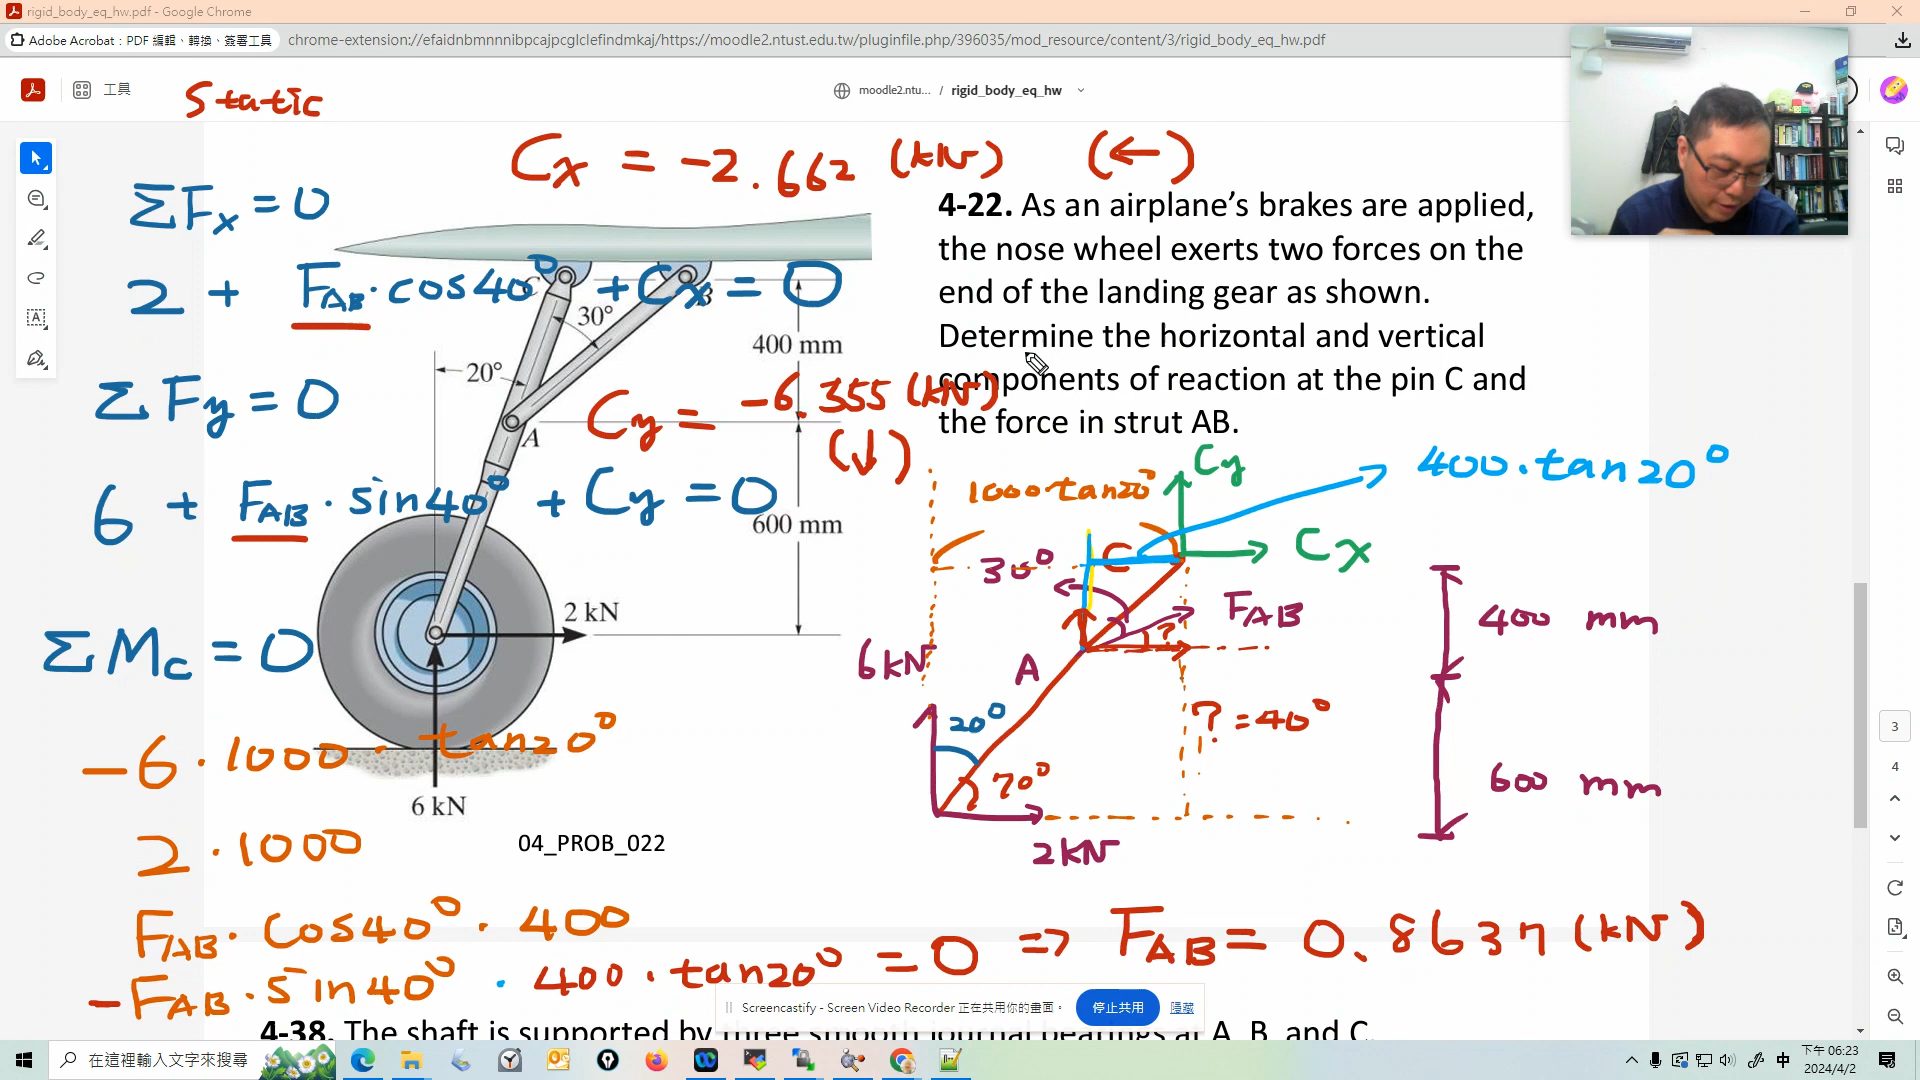 rigid_body_eq_hw.pdf - Google Chrome
Adobe Acrobat：PDF 編輯、轉換、簽署工具
chrome-extension://efaidnbmnnnibpcajpcglclefindmkaj/https://moodle2.ntust.edu.tw/pluginfile.php/396035/mod_resource/content/3/rigid_body_eq_hw.pdf
工具
moodle2.ntu... / rigid_body_eq_hw
Static
Cx = -2.662 (kN) (←)
ΣFx = 0
2 + FAB·cos40° + Cx = 0
ΣFy = 0
6 + FAB·sin40° + Cy = 0
ΣMc = 0
-6·1000·tan20°
2·1000
FAB·cos40°·400
-FAB·sin40°·400·tan20° = 0 => FAB = 0.8637 (kN)
Cy = -6.355 (kN)
(↓)
B
30°
400 mm
20°
A
600 mm
2 kN
6 kN
04_PROB_022
4-22. As an airplane’s brakes are applied,
the nose wheel exerts two forces on the
end of the landing gear as shown.
Determine the horizontal and vertical
components of reaction at the pin C and
the force in strut AB.
400·tan20°
1000·tan20°
Cy
C
Cx
30°
FAB
?
A
6kN
20°
70°
? = 40°
2kN
400 mm
600 mm
4-38. The shaft is supported by three smooth journal bearings at A, B, and C.
Screencastify - Screen Video Recorder 正在共用你的畫面。
停止共用
隱藏
3
4
在這裡輸入文字來搜尋
中
下午 06:23
2024/4/2